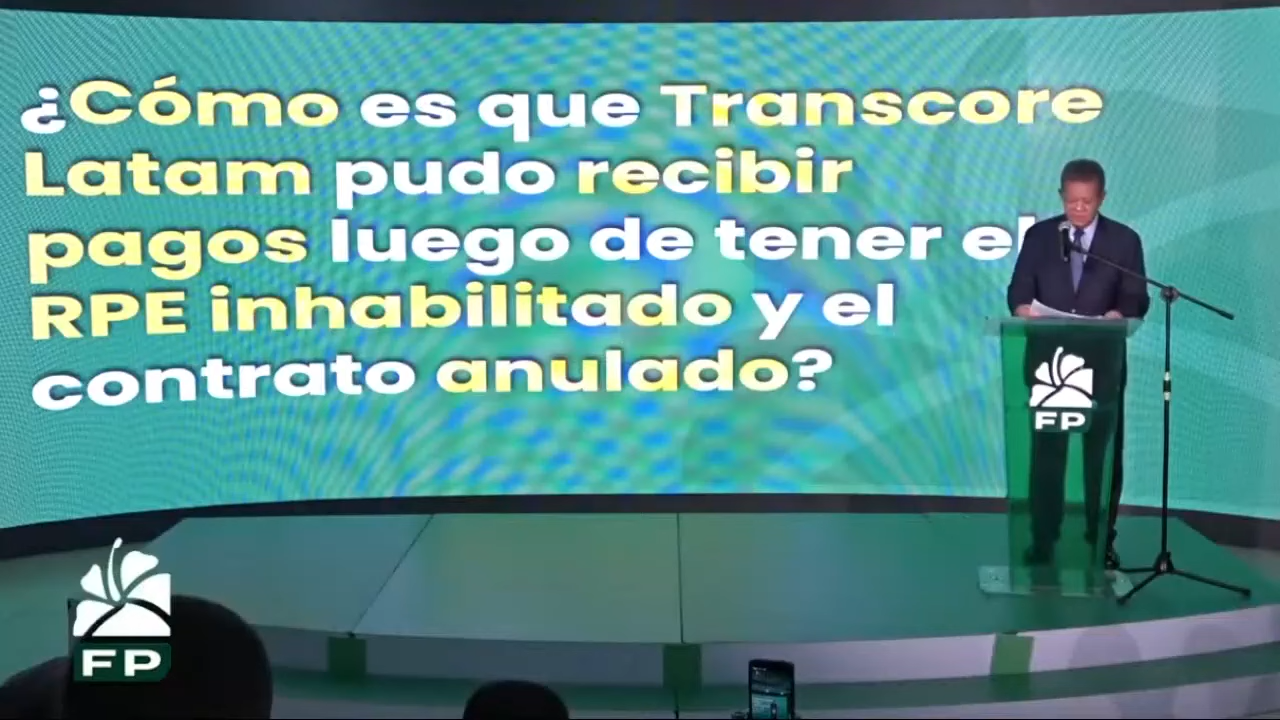 ¿Cómo es que Transcore
Latam pudo recibir
pagos luego de tener el
RPE inhabilitado y el
contrato anulado?
FP
FP